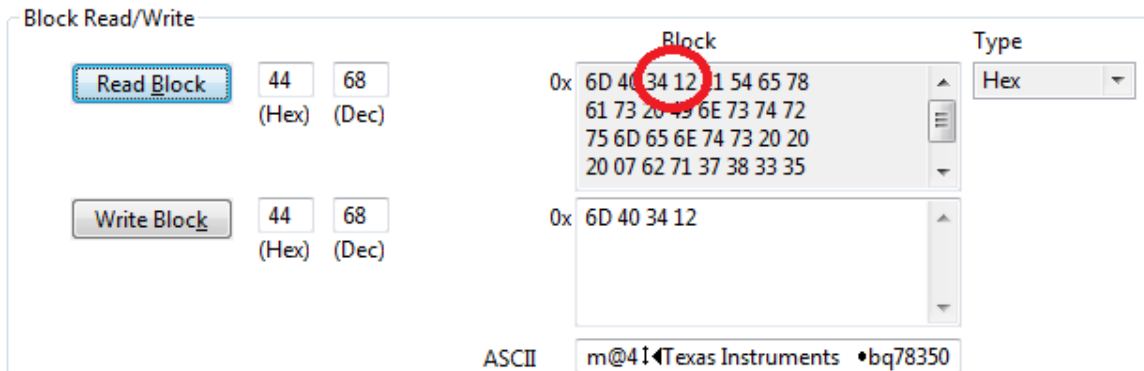 Block Read/Write
Block Type
Read Block 44 68 0x 6D 40 34 12 11 54 65 78 Hex
(Hex) (Dec) 61 73 20 49 6E 73 74 72
75 6D 65 6E 74 73 20 20
20 07 62 71 37 38 33 35
Write Block 44 68 0x 6D 40 34 12
(Hex) (Dec)
ASCII m@4↕◄Texas Instruments   •bq78350